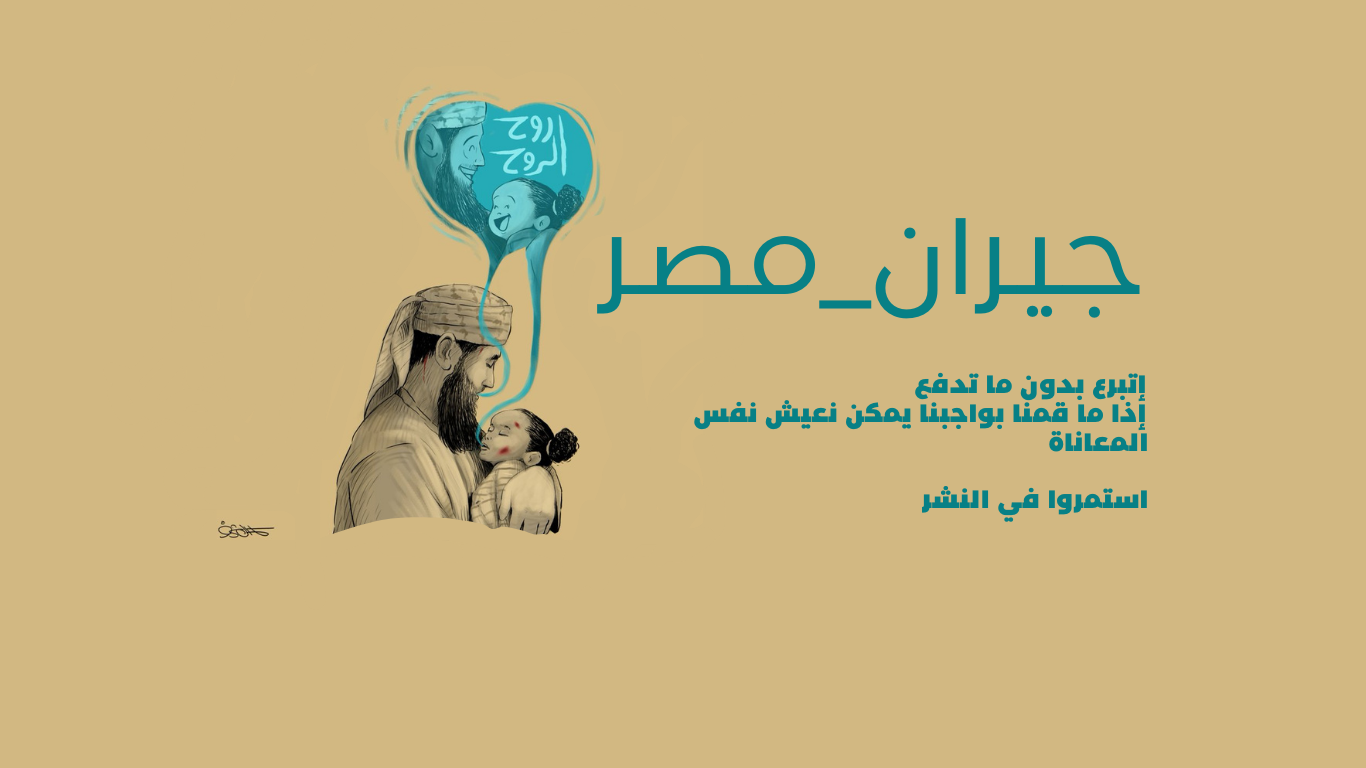 روح
الروح
جيران_مصر
إتبرع بدون ما تدفع
إذا ما قمنا بواجبنا يمكن نعيش نفس
المعاناة
استمروا في النشر